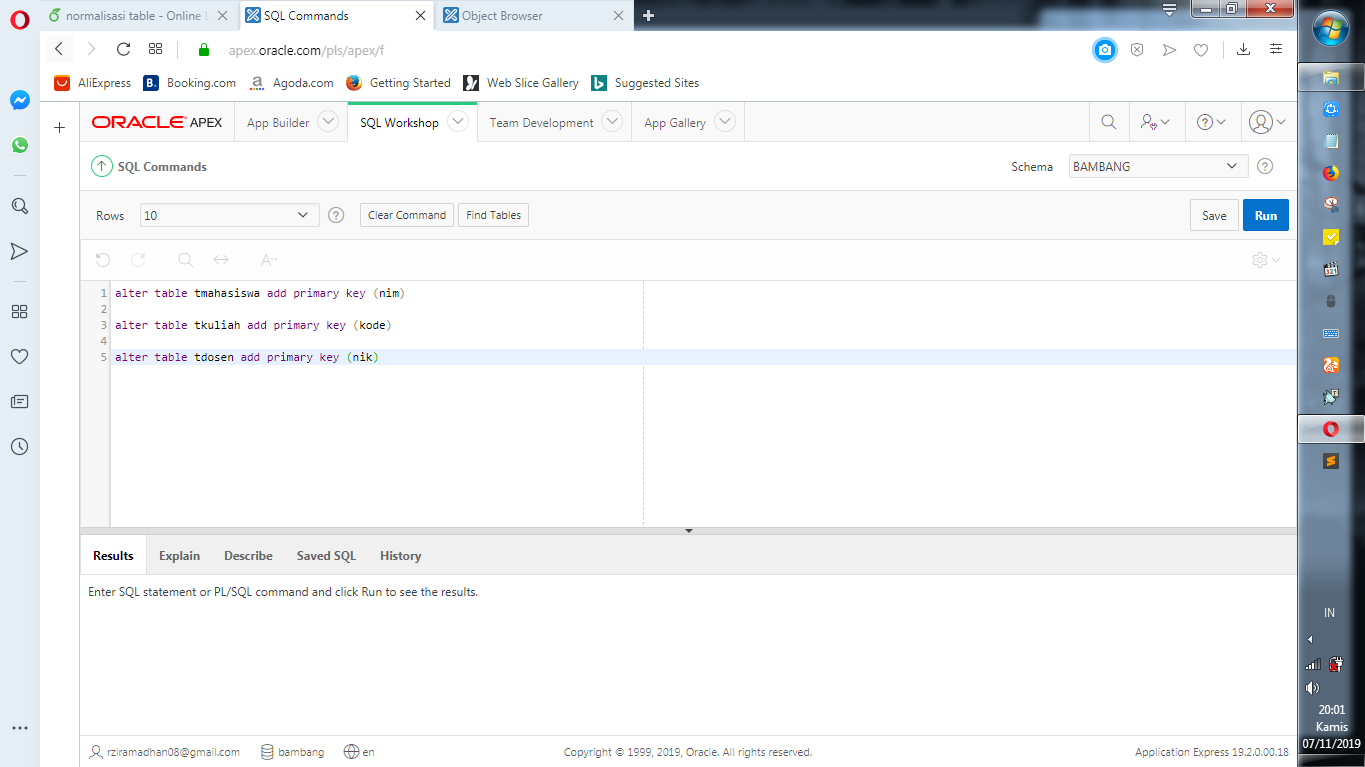 normalisasi table - Online L
SQL Commands
Object Browser
apex.oracle.com/pls/apex/f
AliExpress
Booking.com
Agoda.com
Getting Started
Web Slice Gallery
Suggested Sites
ORACLE APEX
App Builder
SQL Workshop
Team Development
App Gallery
SQL Commands
Schema
BAMBANG
Rows
10
Clear Command
Find Tables
Save
Run
1 alter table tmahasiswa add primary key (nim)
2
3 alter table tkuliah add primary key (kode)
4
5 alter table tdosen add primary key (nik)
Results
Explain
Describe
Saved SQL
History
Enter SQL statement or PL/SQL command and click Run to see the results.
rzlramadhan08@gmail.com
bambang
en
Copyright © 1999, 2019, Oracle. All rights reserved.
Application Express 19.2.0.00.18
IN
20:01
Kamis
07/11/2019